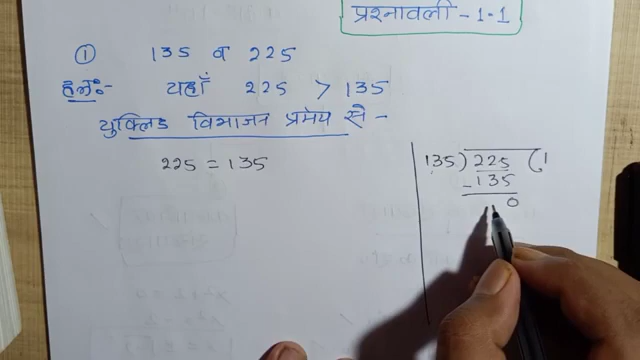 प्रश्नावली - 1.1
① 135 व 225
हल:- यहाँ 225 > 135
युक्लिड विभाजन प्रमेय से -
225 = 135
135 ) 225 ( 1
- 135
0